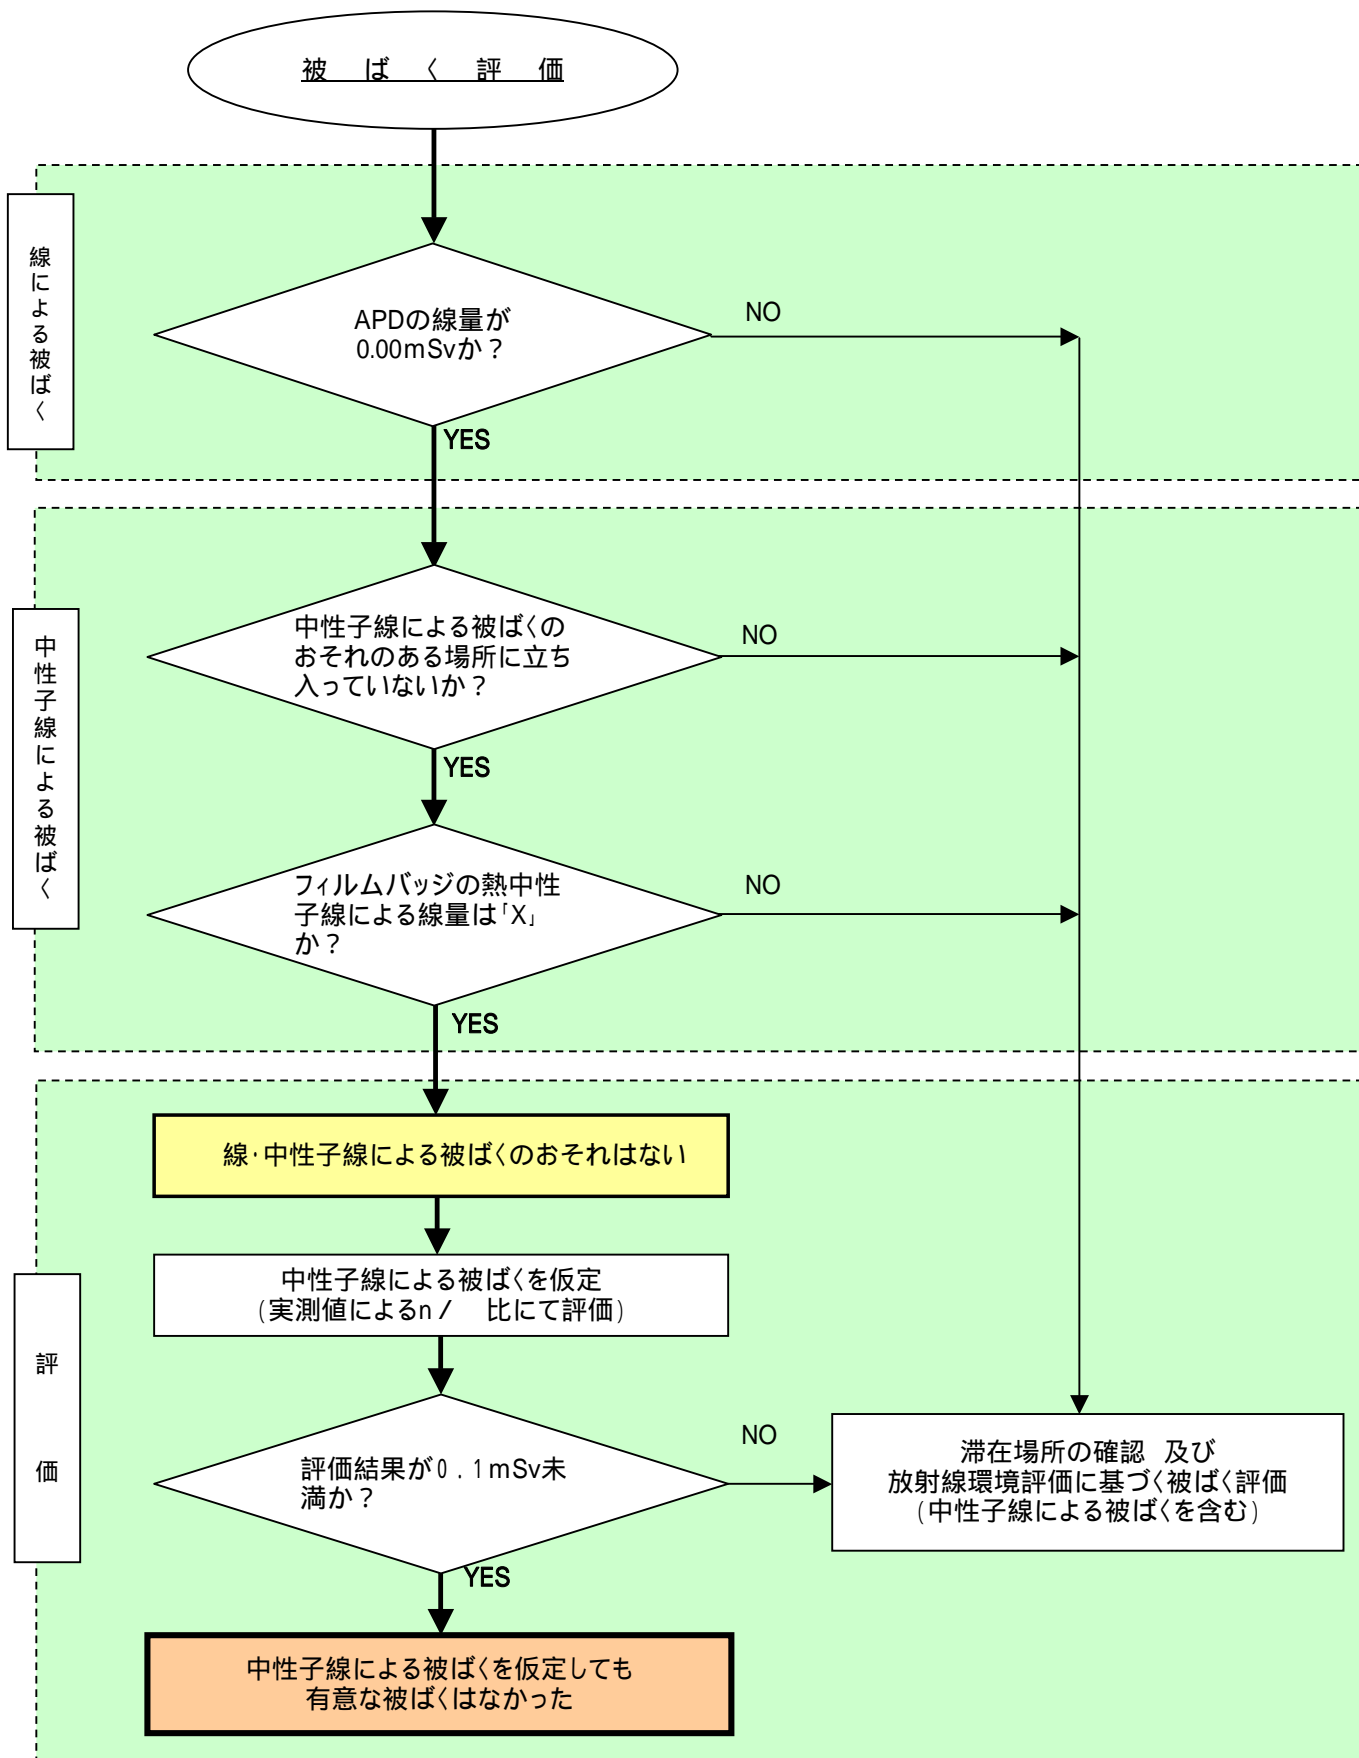 被ばく評価
線による被ばく
APDの線量が
0.00mSvか？
NO
YES
中性子線による被ばく
中性子線による被ばくの
おそれのある場所に立ち
入っていないか？
NO
YES
フィルムバッジの熱中性
子線による線量は「X」
か？
NO
YES
評価
線・中性子線による被ばくのおそれはない
中性子線による被ばくを仮定
(実測値によるn／　比にて評価)
評価結果が０．１mSv未
満か？
NO
YES
滞在場所の確認　及び
放射線環境評価に基づく被ばく評価
(中性子線による被ばくを含む)
中性子線による被ばくを仮定しても
有意な被ばくはなかった